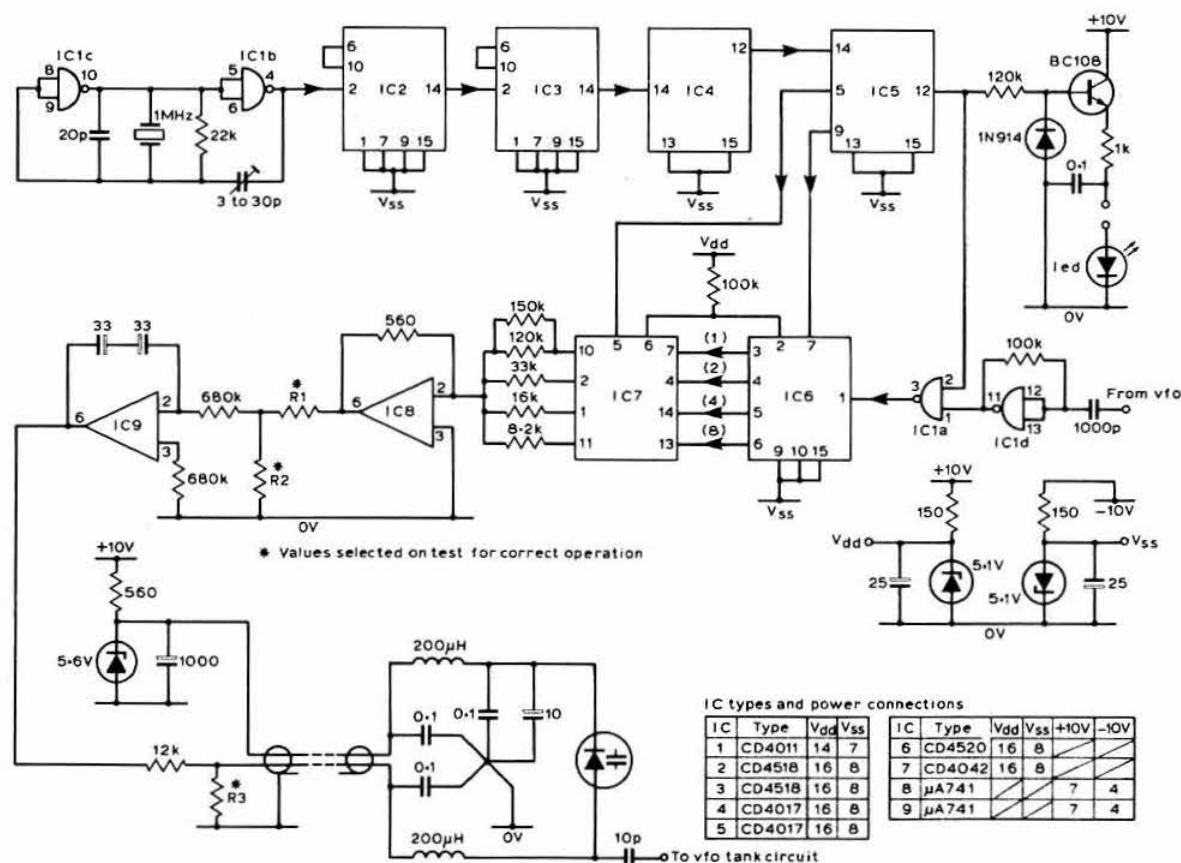 +10V
IC1c
IC1b
BC108
8
9
10
5
6
4
6
10
2
IC2
14
1 7 9 15
Vss
6
10
2
IC3
14
1 7 9 15
Vss
12
14
IC4
13 15
Vss
14
5
9
IC5
12
13 15
Vss
120k
1N914
1k
0·1
led
0V
20p
1MHz
22k
3 to 30p
Vdd
100k
33 33
560
150k
120k
33k
16k
8·2k
10
2
1
11
5 6
IC7
7
4
14
13
(1)
(2)
(4)
(8)
2 7
3
4
5
6
IC6
1
9 10 15
Vss
3
2
1
IC1a
100k
11
12
13
IC1d
From vfo
1000p
6
IC9
2
3
680k
* R1
6
IC8
2
3
680k
* R2
0V
* Values selected on test for correct operation
+10V
150
Vdd
25
5·1V
150
-10V
Vss
5·1V
25
0V
+10V
560
5·6V
1000
200µH
0·1
0·1
10
12k
* R3
0·1
0V
200µH
10p
To vfo tank circuit
IC types and power connections
IC Type Vdd Vss
1 CD4011 14 7
2 CD4518 16 8
3 CD4518 16 8
4 CD4017 16 8
5 CD4017 16 8
IC Type Vdd Vss +10V -10V
6 CD4520 16 8
7 CD4042 16 8
8 µA741 7 4
9 µA741 7 4